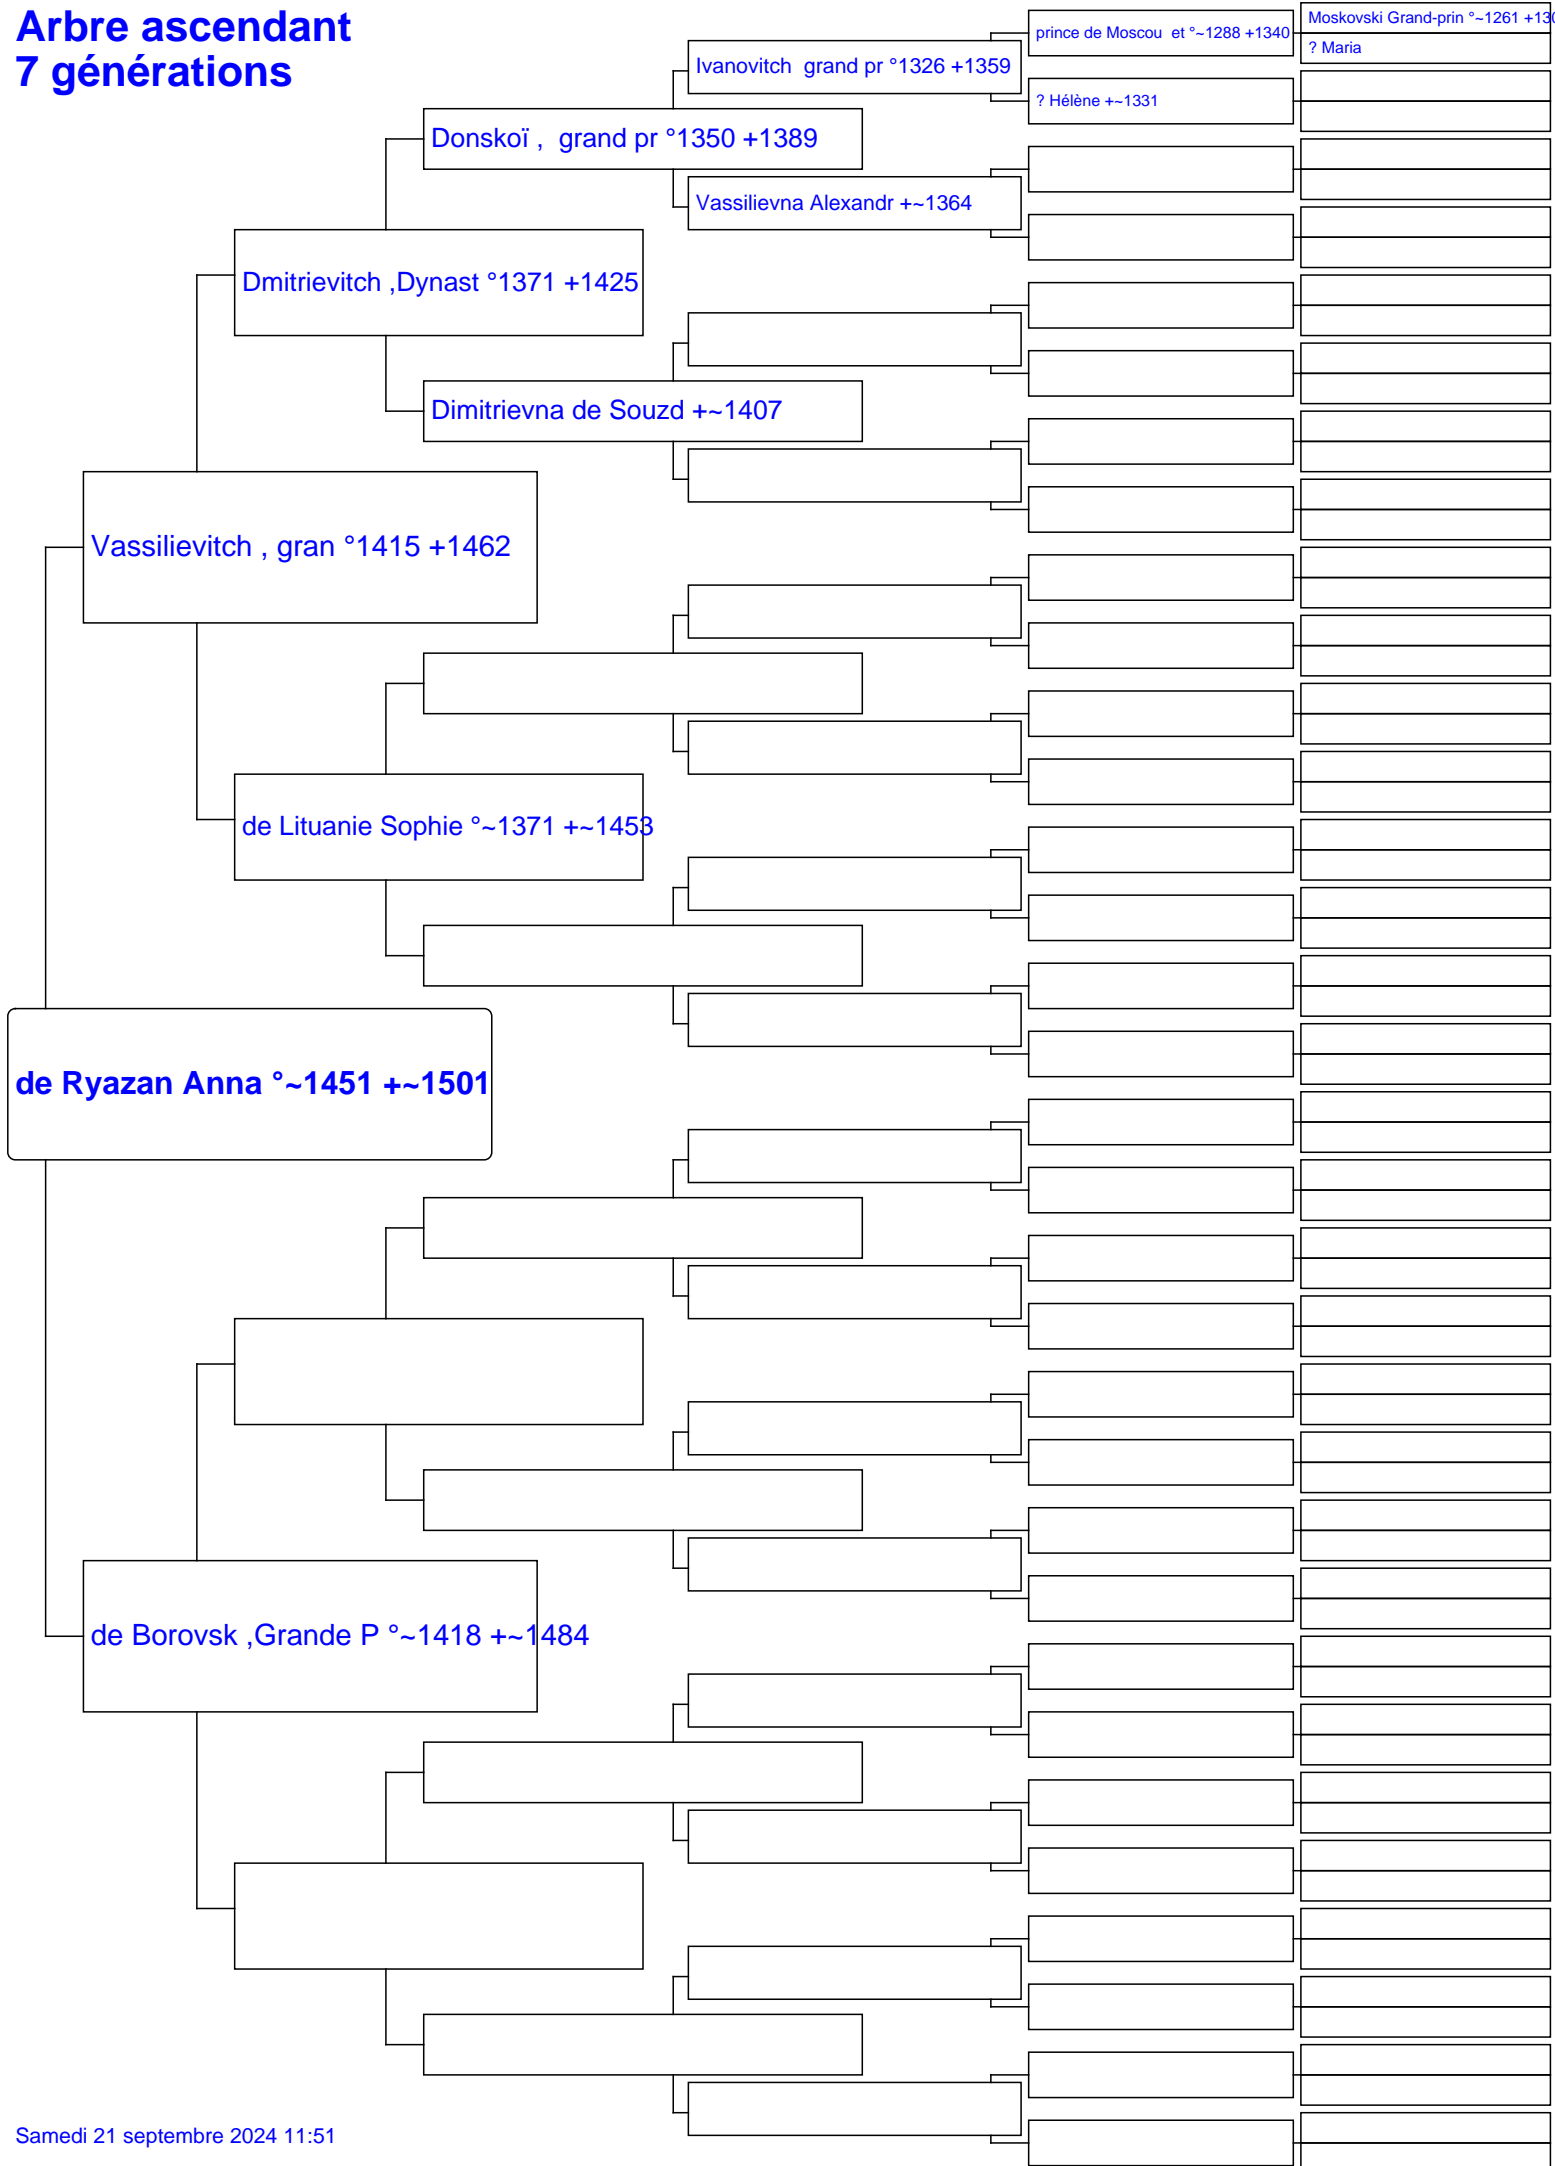 Arbre ascendant
7 générations
Moskovski Grand-prin °~1261 +130
? Maria
prince de Moscou  et °~1288 +1340
Ivanovitch  grand pr °1326 +1359
? Hélène +~1331
Donskoï ,  grand pr °1350 +1389
Vassilievna Alexandr +~1364
Dmitrievitch ,Dynast °1371 +1425
Dimitrievna de Souzd +~1407
Vassilievitch , gran °1415 +1462
de Lituanie Sophie °~1371 +~1453
de Ryazan Anna °~1451 +~1501
de Borovsk ,Grande P °~1418 +~1484
Samedi 21 septembre 2024 11:51